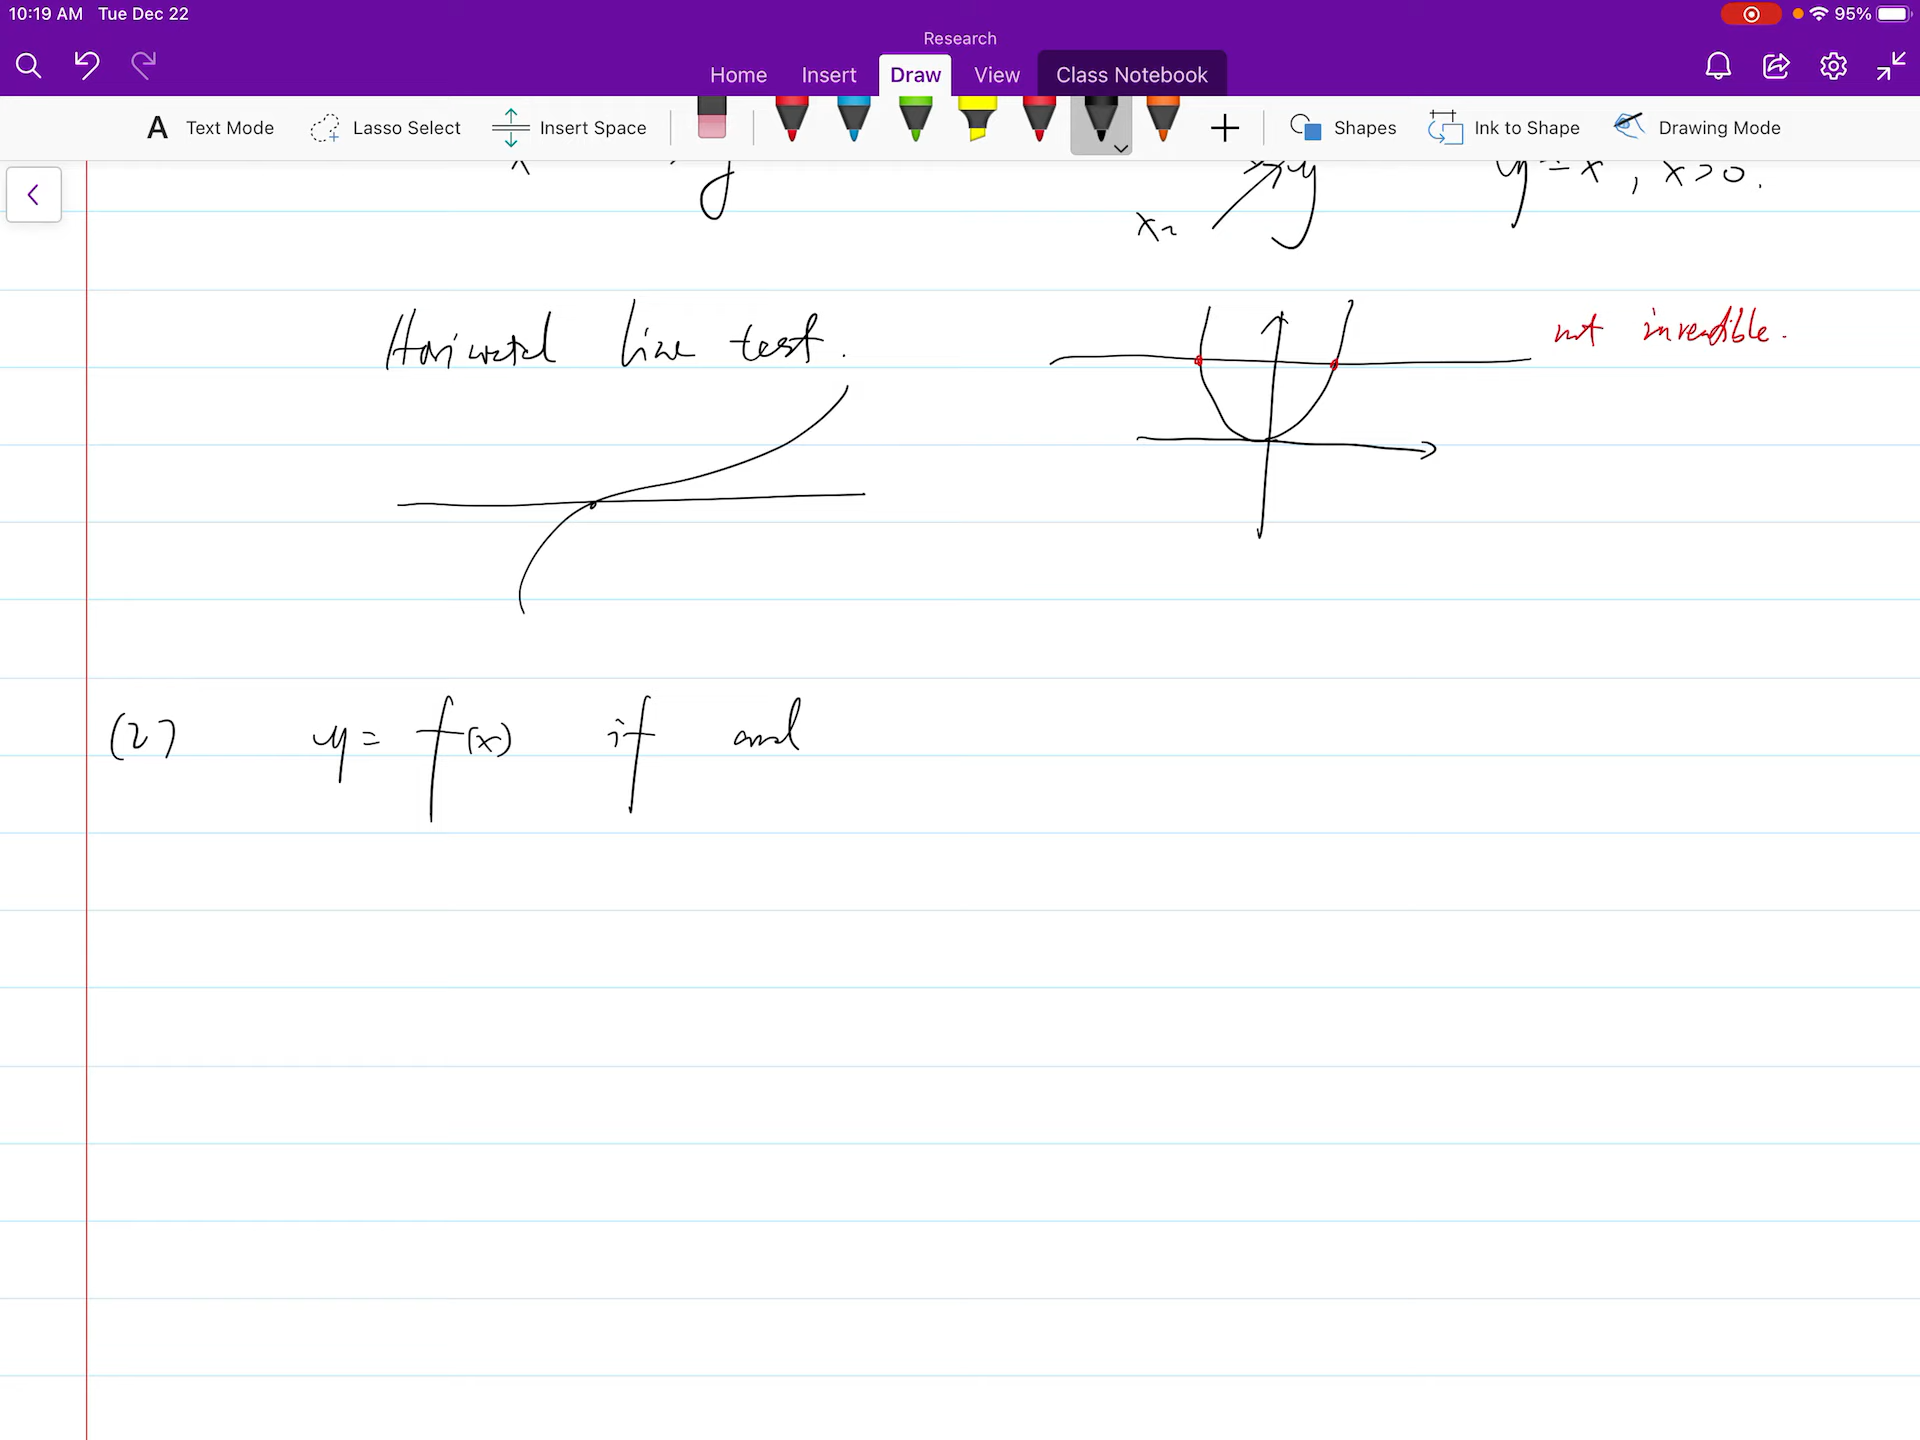 10:19 AM Tue Dec 22
95%
Research
Home Insert Draw View Class Notebook
A Text Mode Lasso Select Insert Space Shapes Ink to Shape Drawing Mode
x y y = x , x>0.
x₂
Horizontal line test. not invertible.
(2) y = f(x) if and